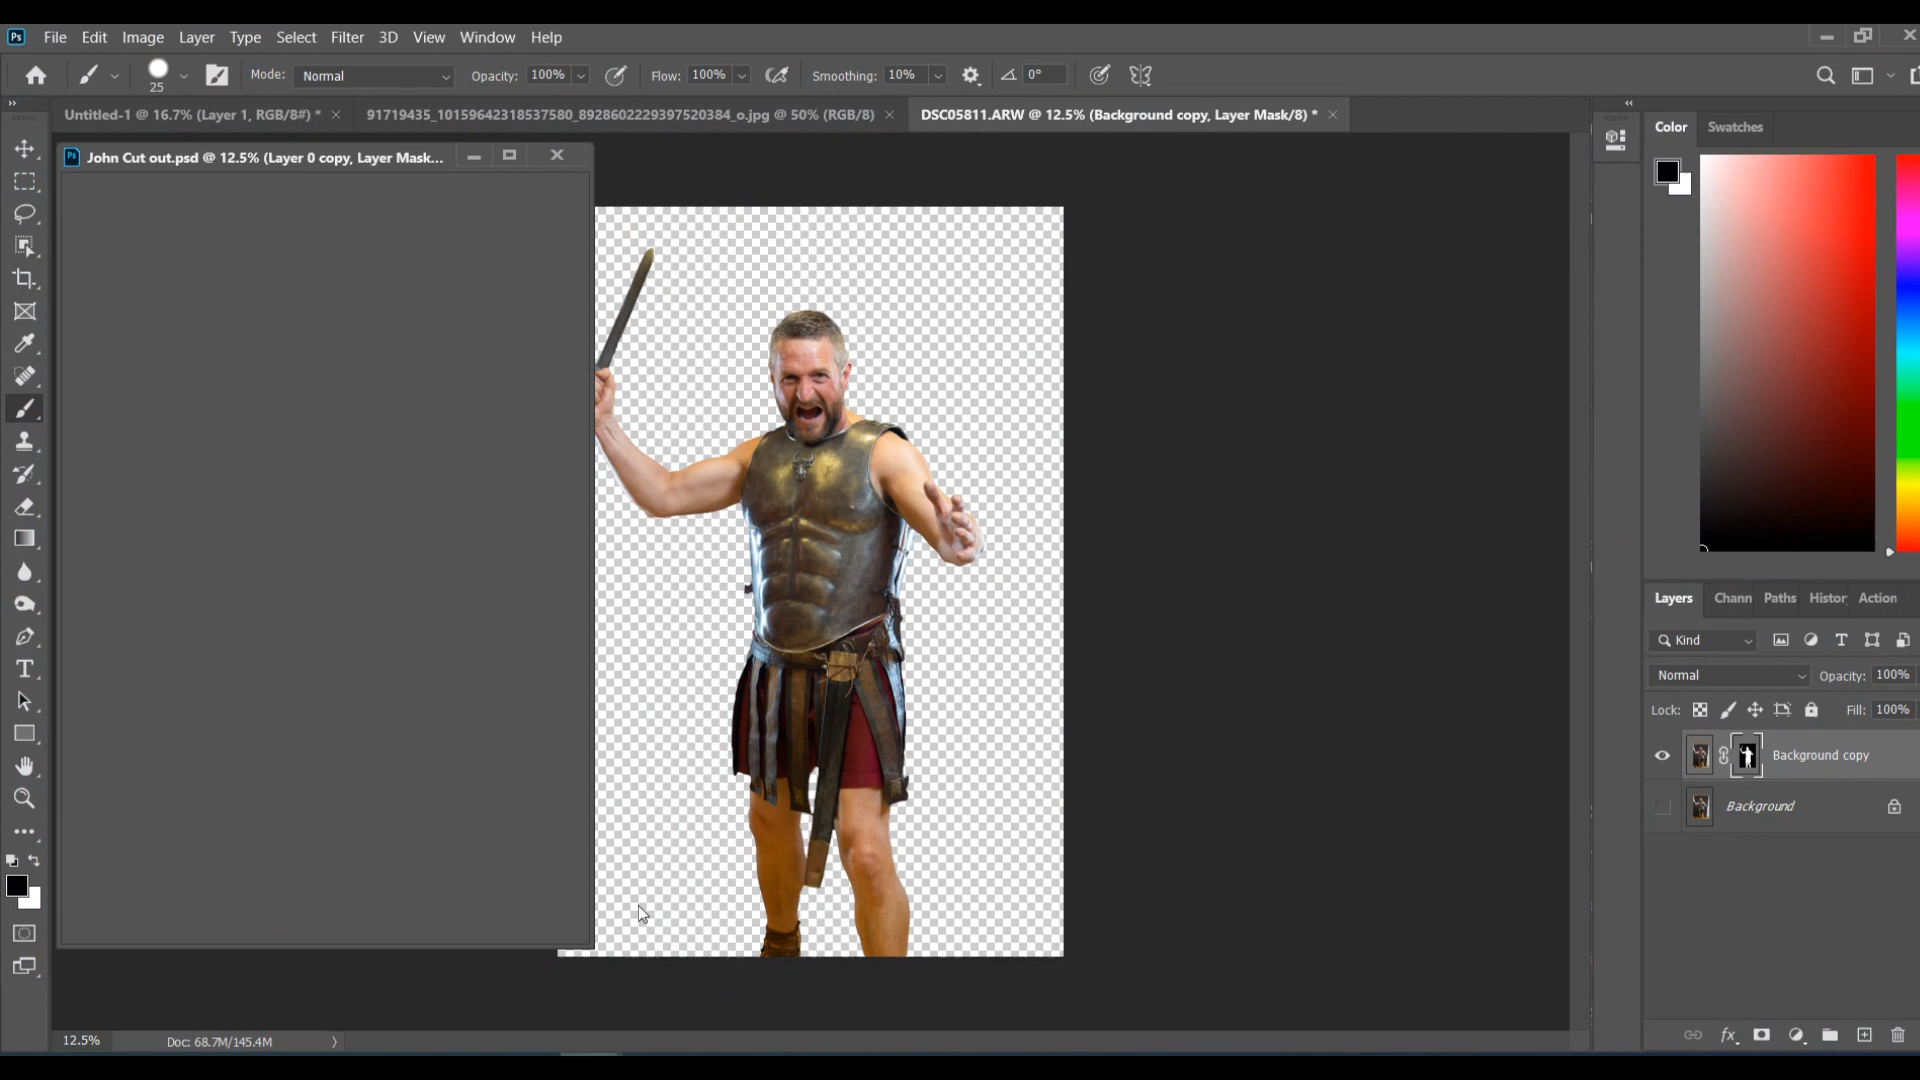 Ps File Edit Image Layer Type Select Filter 3D View Window Help
25 Mode: Normal Opacity: 100% Flow: 100% Smoothing: 10% 0°
Untitled-1 @ 16.7% (Layer 1, RGB/8#) * 91719435_10159642318537580_8928602229397520384_o.jpg @ 50% (RGB/8) DSC05811.ARW @ 12.5% (Background copy, Layer Mask/8) *
Color Swatches
Ps John Cut out.psd @ 12.5% (Layer 0 copy, Layer Mask...
Layers Chann Paths Histor Action
Kind
Normal Opacity: 100%
Lock: Fill: 100%
Background copy
Background
12.5% Doc: 68.7M/145.4M
fx